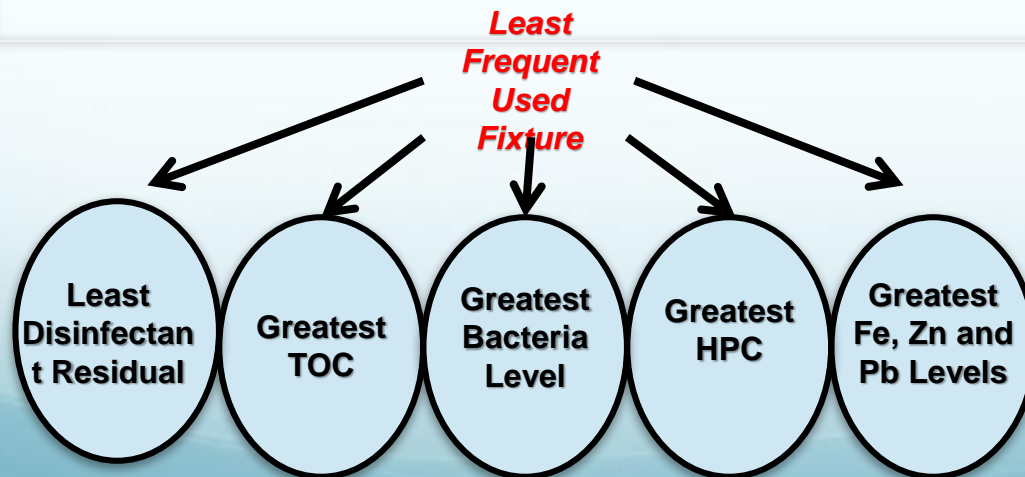 Least
Frequent
Used
Fixture
Least
Disinfectan
t Residual
Greatest
TOC
Greatest
Bacteria
Level
Greatest
HPC
Greatest
Fe, Zn and
Pb Levels